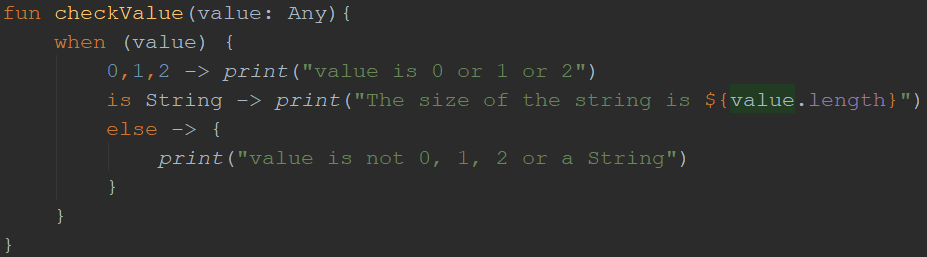 fun checkValue(value: Any){
    when (value) {
        0,1,2 -> print("value is 0 or 1 or 2")
        is String -> print("The size of the string is ${value.length}")
        else -> {
            print("value is not 0, 1, 2 or a String")
        }
    }
}